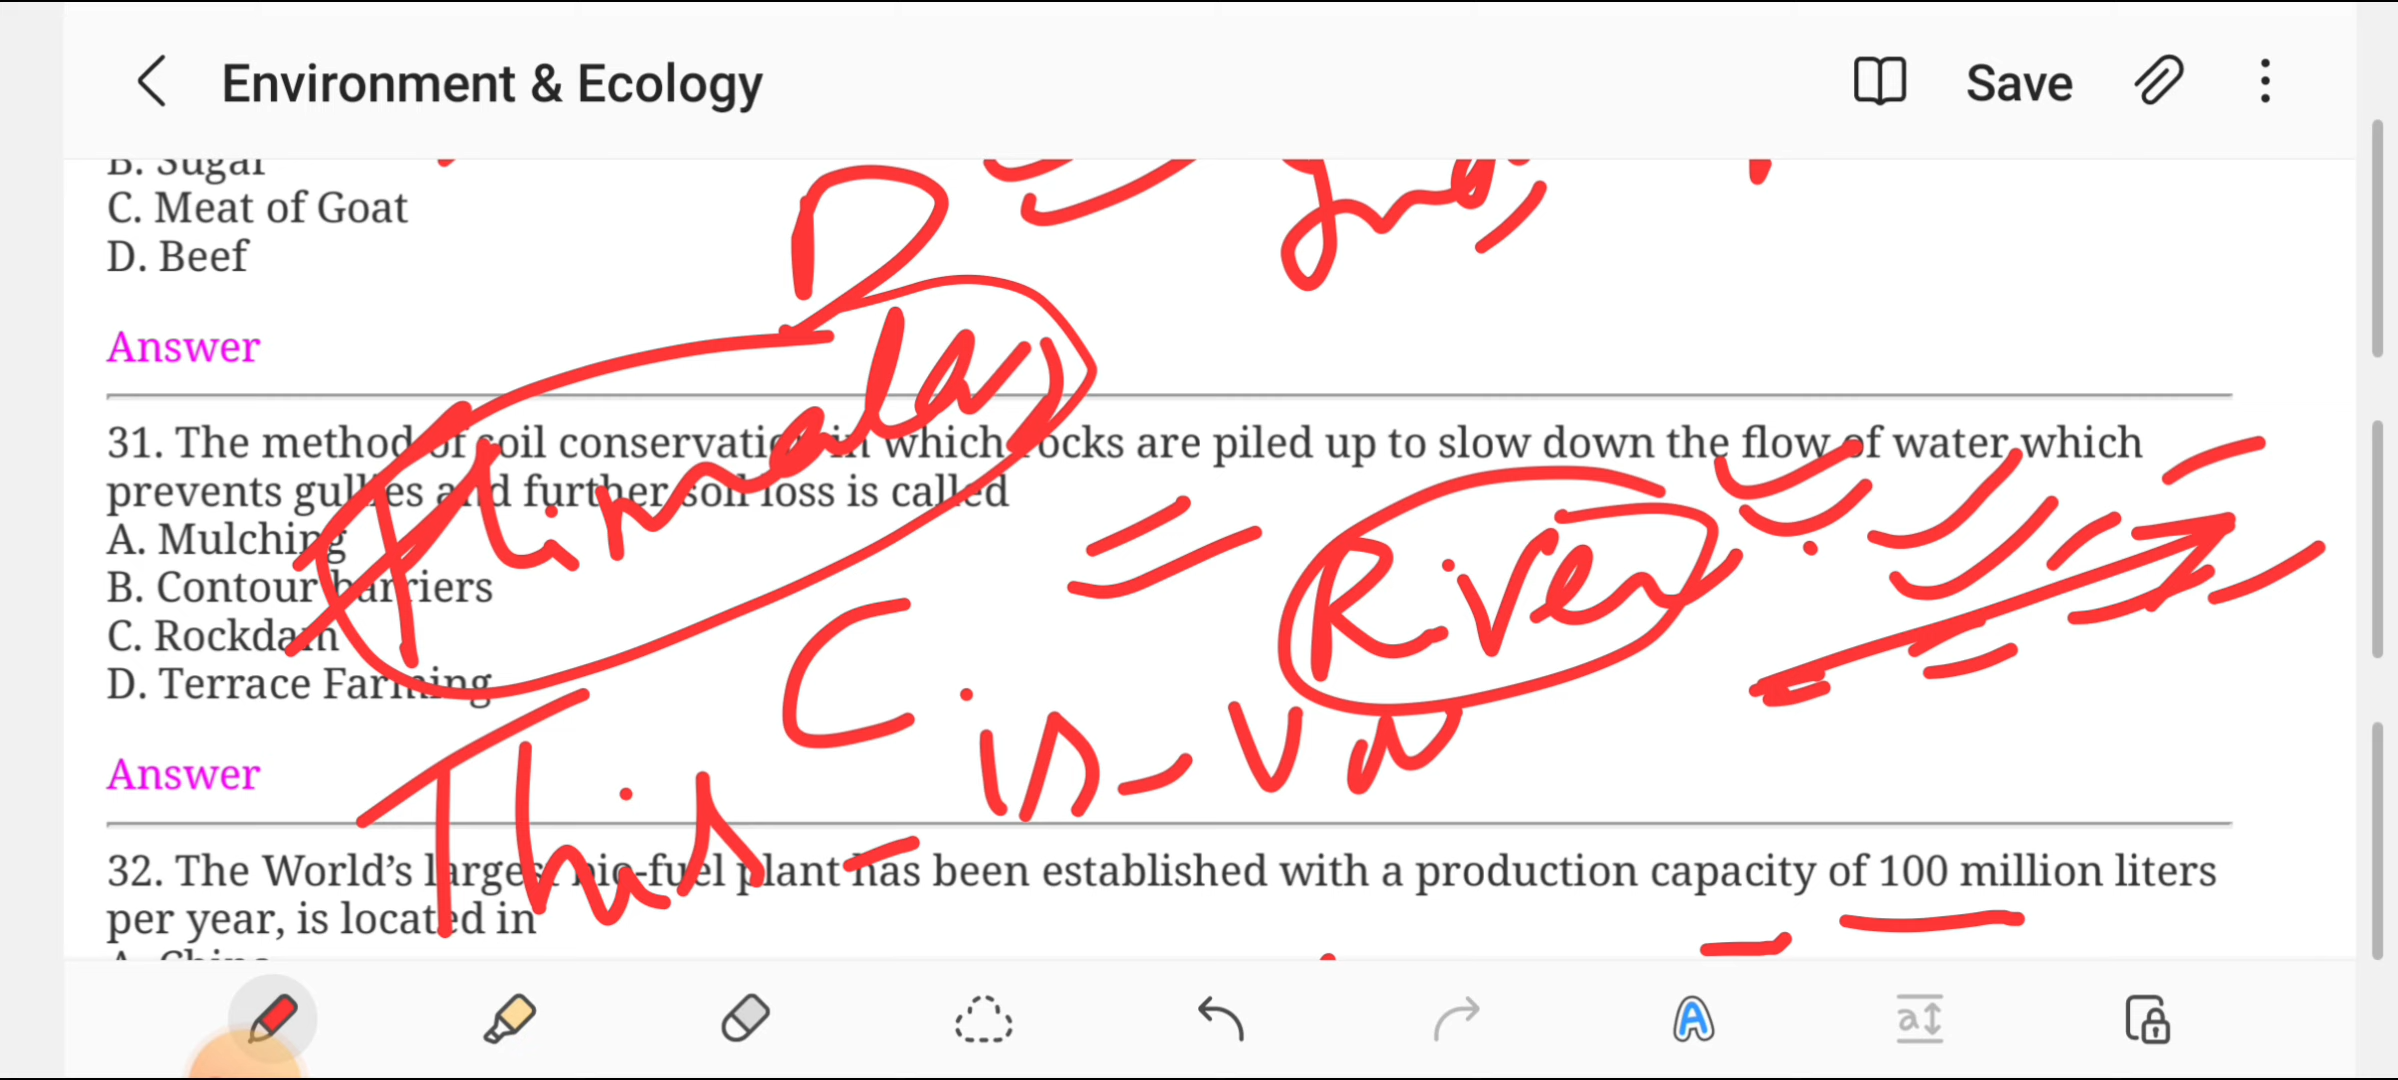 Environment & Ecology
Save
B. Sugar
C. Meat of Goat
D. Beef
D
Answer
Himalay
31. The method of soil conservation in which rocks are piled up to slow down the flow of water which
prevents gullies and further soil loss is called
A. Mulching
B. Contour barriers
C. Rockdam
D. Terrace Farming
River
C
Answer
This is
32. The World's largest bio-fuel plant has been established with a production capacity of 100 million liters
per year, is located in
A. China